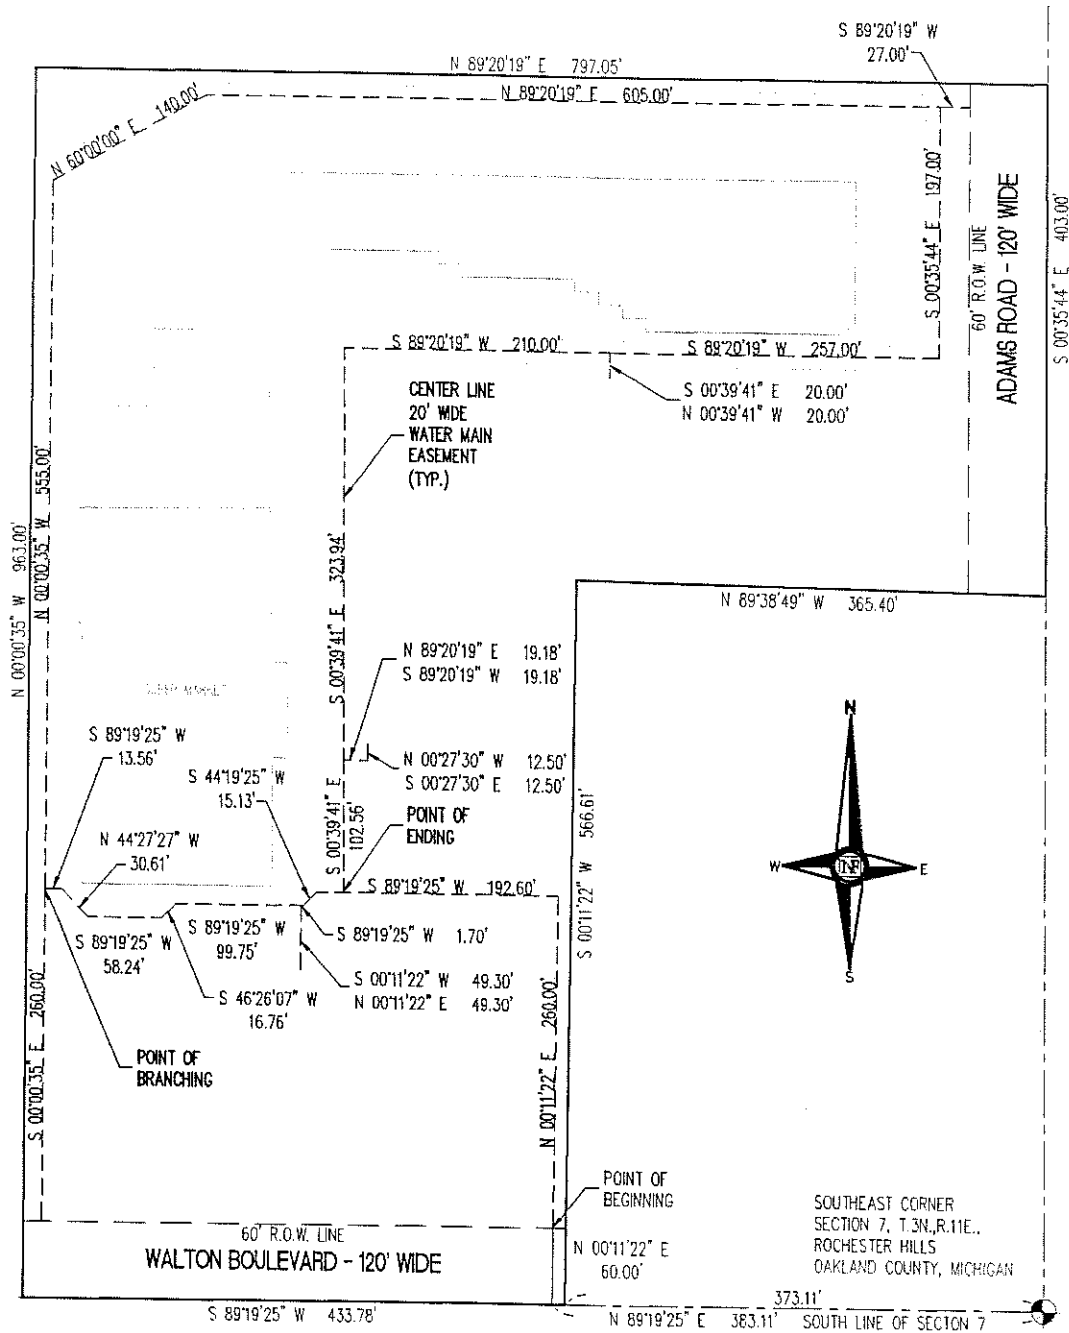 S 89°20'19" W
27.00'
N 89°20'19" E 797.05'
N 89°20'19" E 605.00'
N 60°00'00" E 140.00'
S 00°35'44" E 197.00'
60' R.O.W. LINE
ADAMS ROAD - 120' WIDE
S 00°35'44" E 403.00'
S 89°20'19" W 210.00'
S 89°20'19" W 257.00'
S 00°39'41" E 20.00'
N 00°39'41" W 20.00'
CENTER LINE
20' WIDE
WATER MAIN
EASEMENT
(TYP.)
N 00°00'35" W 963.00'
N 00°00'35" W 555.00'
S 00°39'41" E 323.94'
N 89°38'49" W 365.40'
N 89°20'19" E 19.18'
S 89°20'19" W 19.18'
S 89°19'25" W
13.56'
S 44°19'25" W
15.13'
N 00°27'30" W 12.50'
S 00°27'30" E 12.50'
S 00°39'41" E
102.56'
POINT OF
ENDING
N 44°27'27" W
30.61'
S 89°19'25" W 192.60'
S 00°11'22" W 566.61'
N
W
E
S
S 89°19'25" W
58.24'
S 89°19'25" W
99.75'
S 89°19'25" W 1.70'
S 00°11'22" W 49.30'
N 00°11'22" E 49.30'
S 46°26'07" W
16.76'
POINT OF
BRANCHING
S 00°00'35" E 260.00'
N 00°11'22" E 260.00'
POINT OF
BEGINNING
60' R.O.W. LINE
WALTON BOULEVARD - 120' WIDE
N 00°11'22" E
60.00'
SOUTHEAST CORNER
SECTION 7, T.3N.,R.11E.,
ROCHESTER HILLS
OAKLAND COUNTY, MICHIGAN
S 89°19'25" W 433.78'
373.11'
N 89°19'25" E 383.11' SOUTH LINE OF SECTON 7